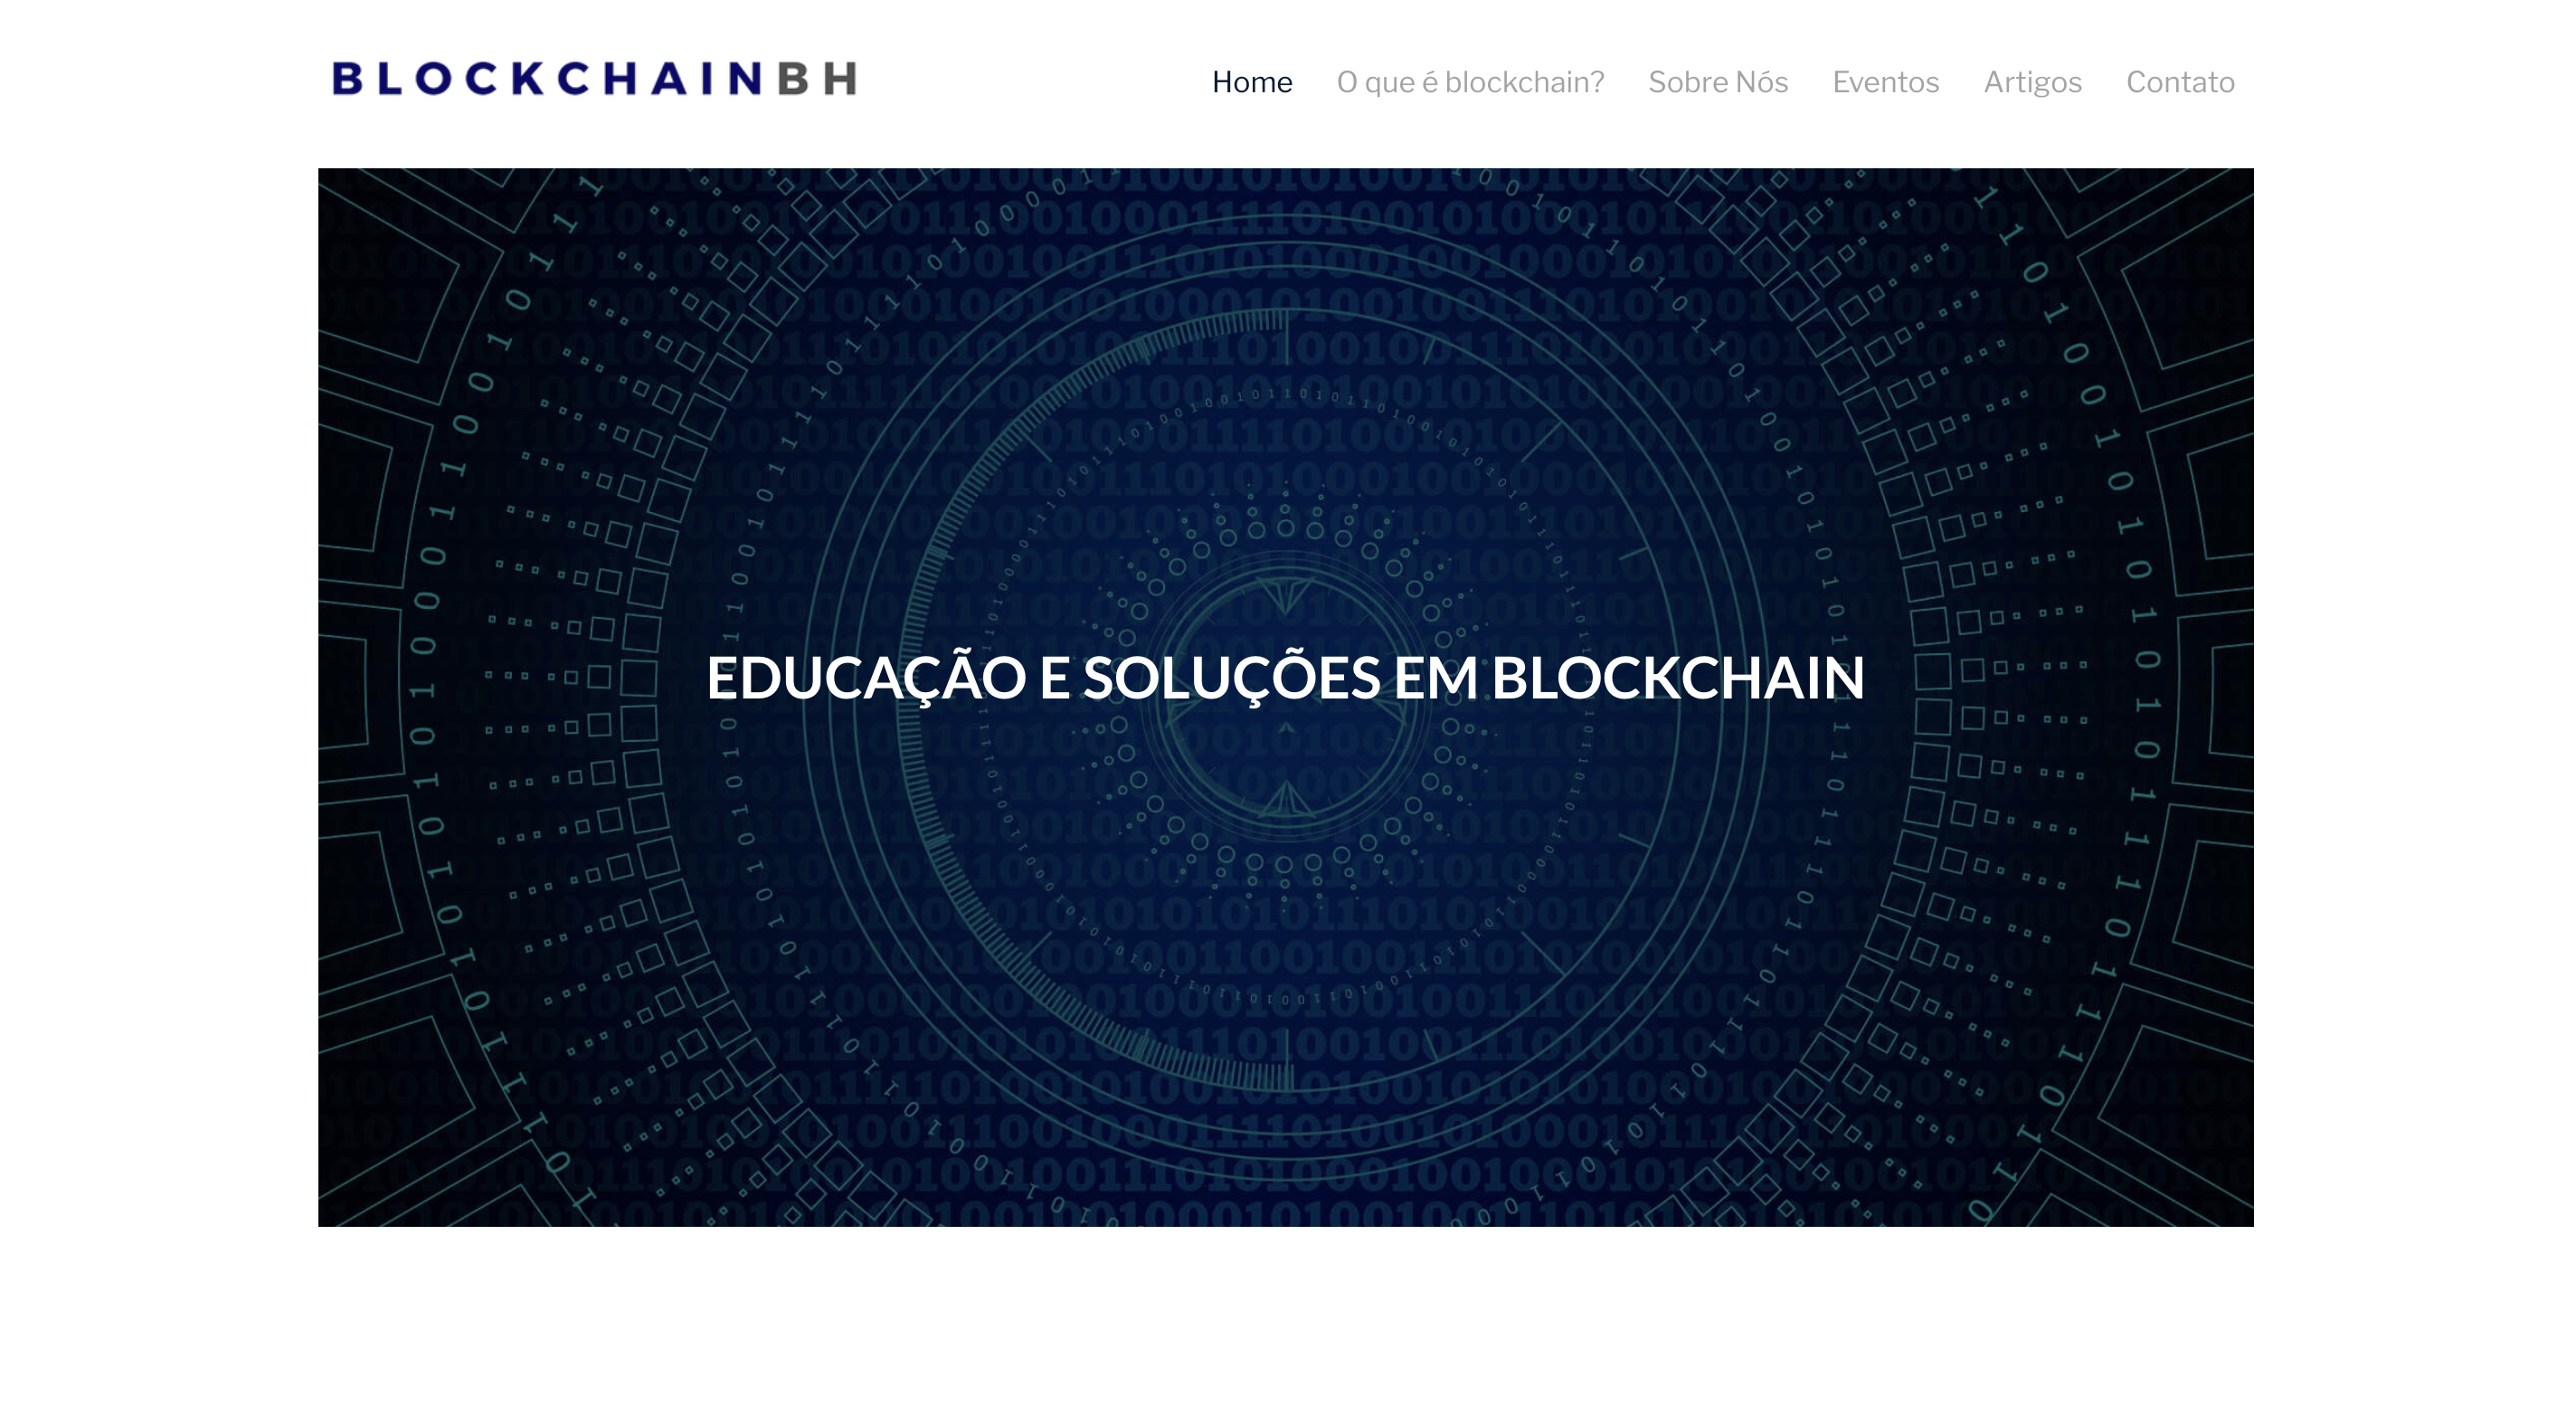 BLOCKCHAINBH
Home O que é blockchain? Sobre Nós Eventos Artigos Contato
EDUCAÇÃO E SOLUÇÕES EM BLOCKCHAIN